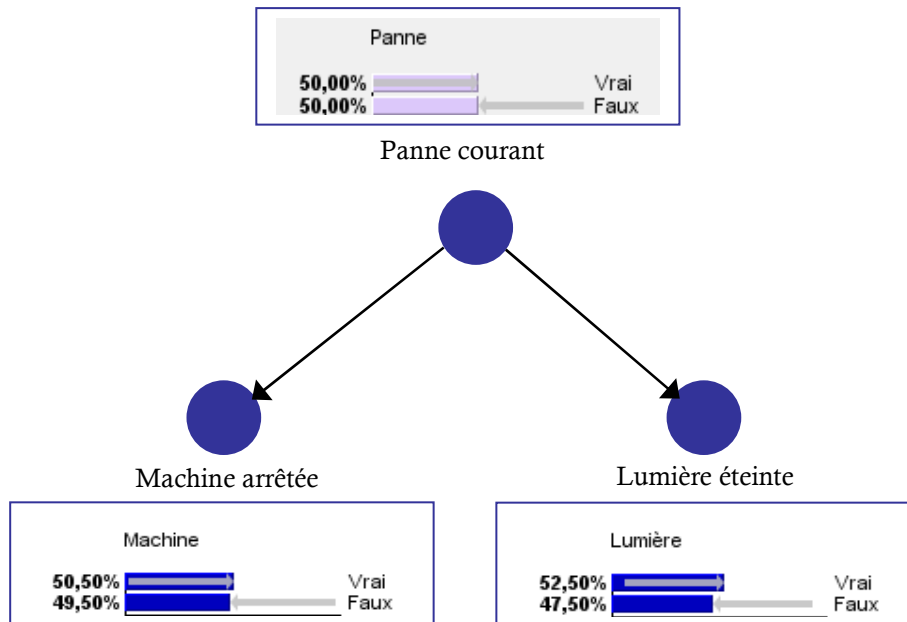 Panne
50,00% Vrai
50,00% Faux
Panne courant
Machine arrêtée
Lumière éteinte
Machine
50,50% Vrai
49,50% Faux
Lumière
52,50% Vrai
47,50% Faux